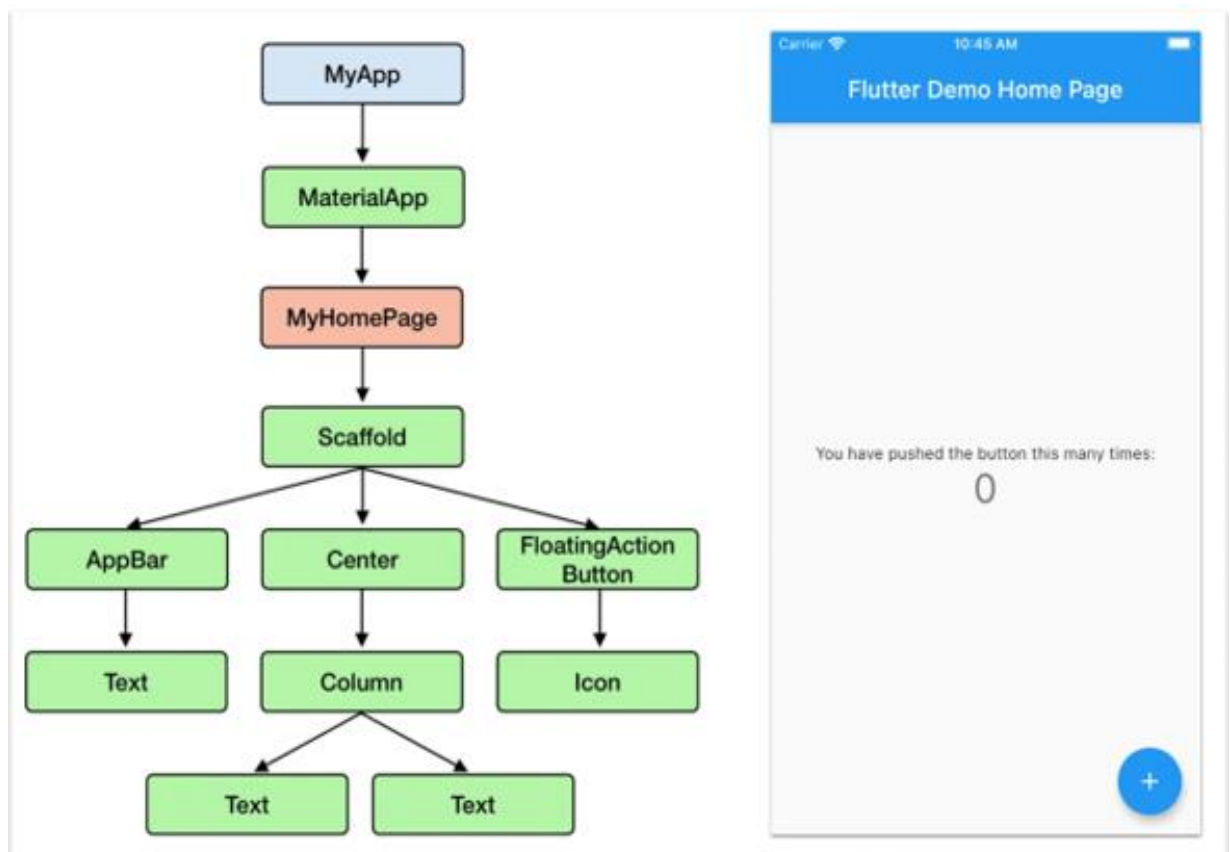 MyApp
MaterialApp
MyHomePage
Scaffold
AppBar
Center
FloatingAction
Button
Text
Column
Icon
Text
Text
Carrier
10:45 AM
Flutter Demo Home Page
You have pushed the button this many times:
0
+